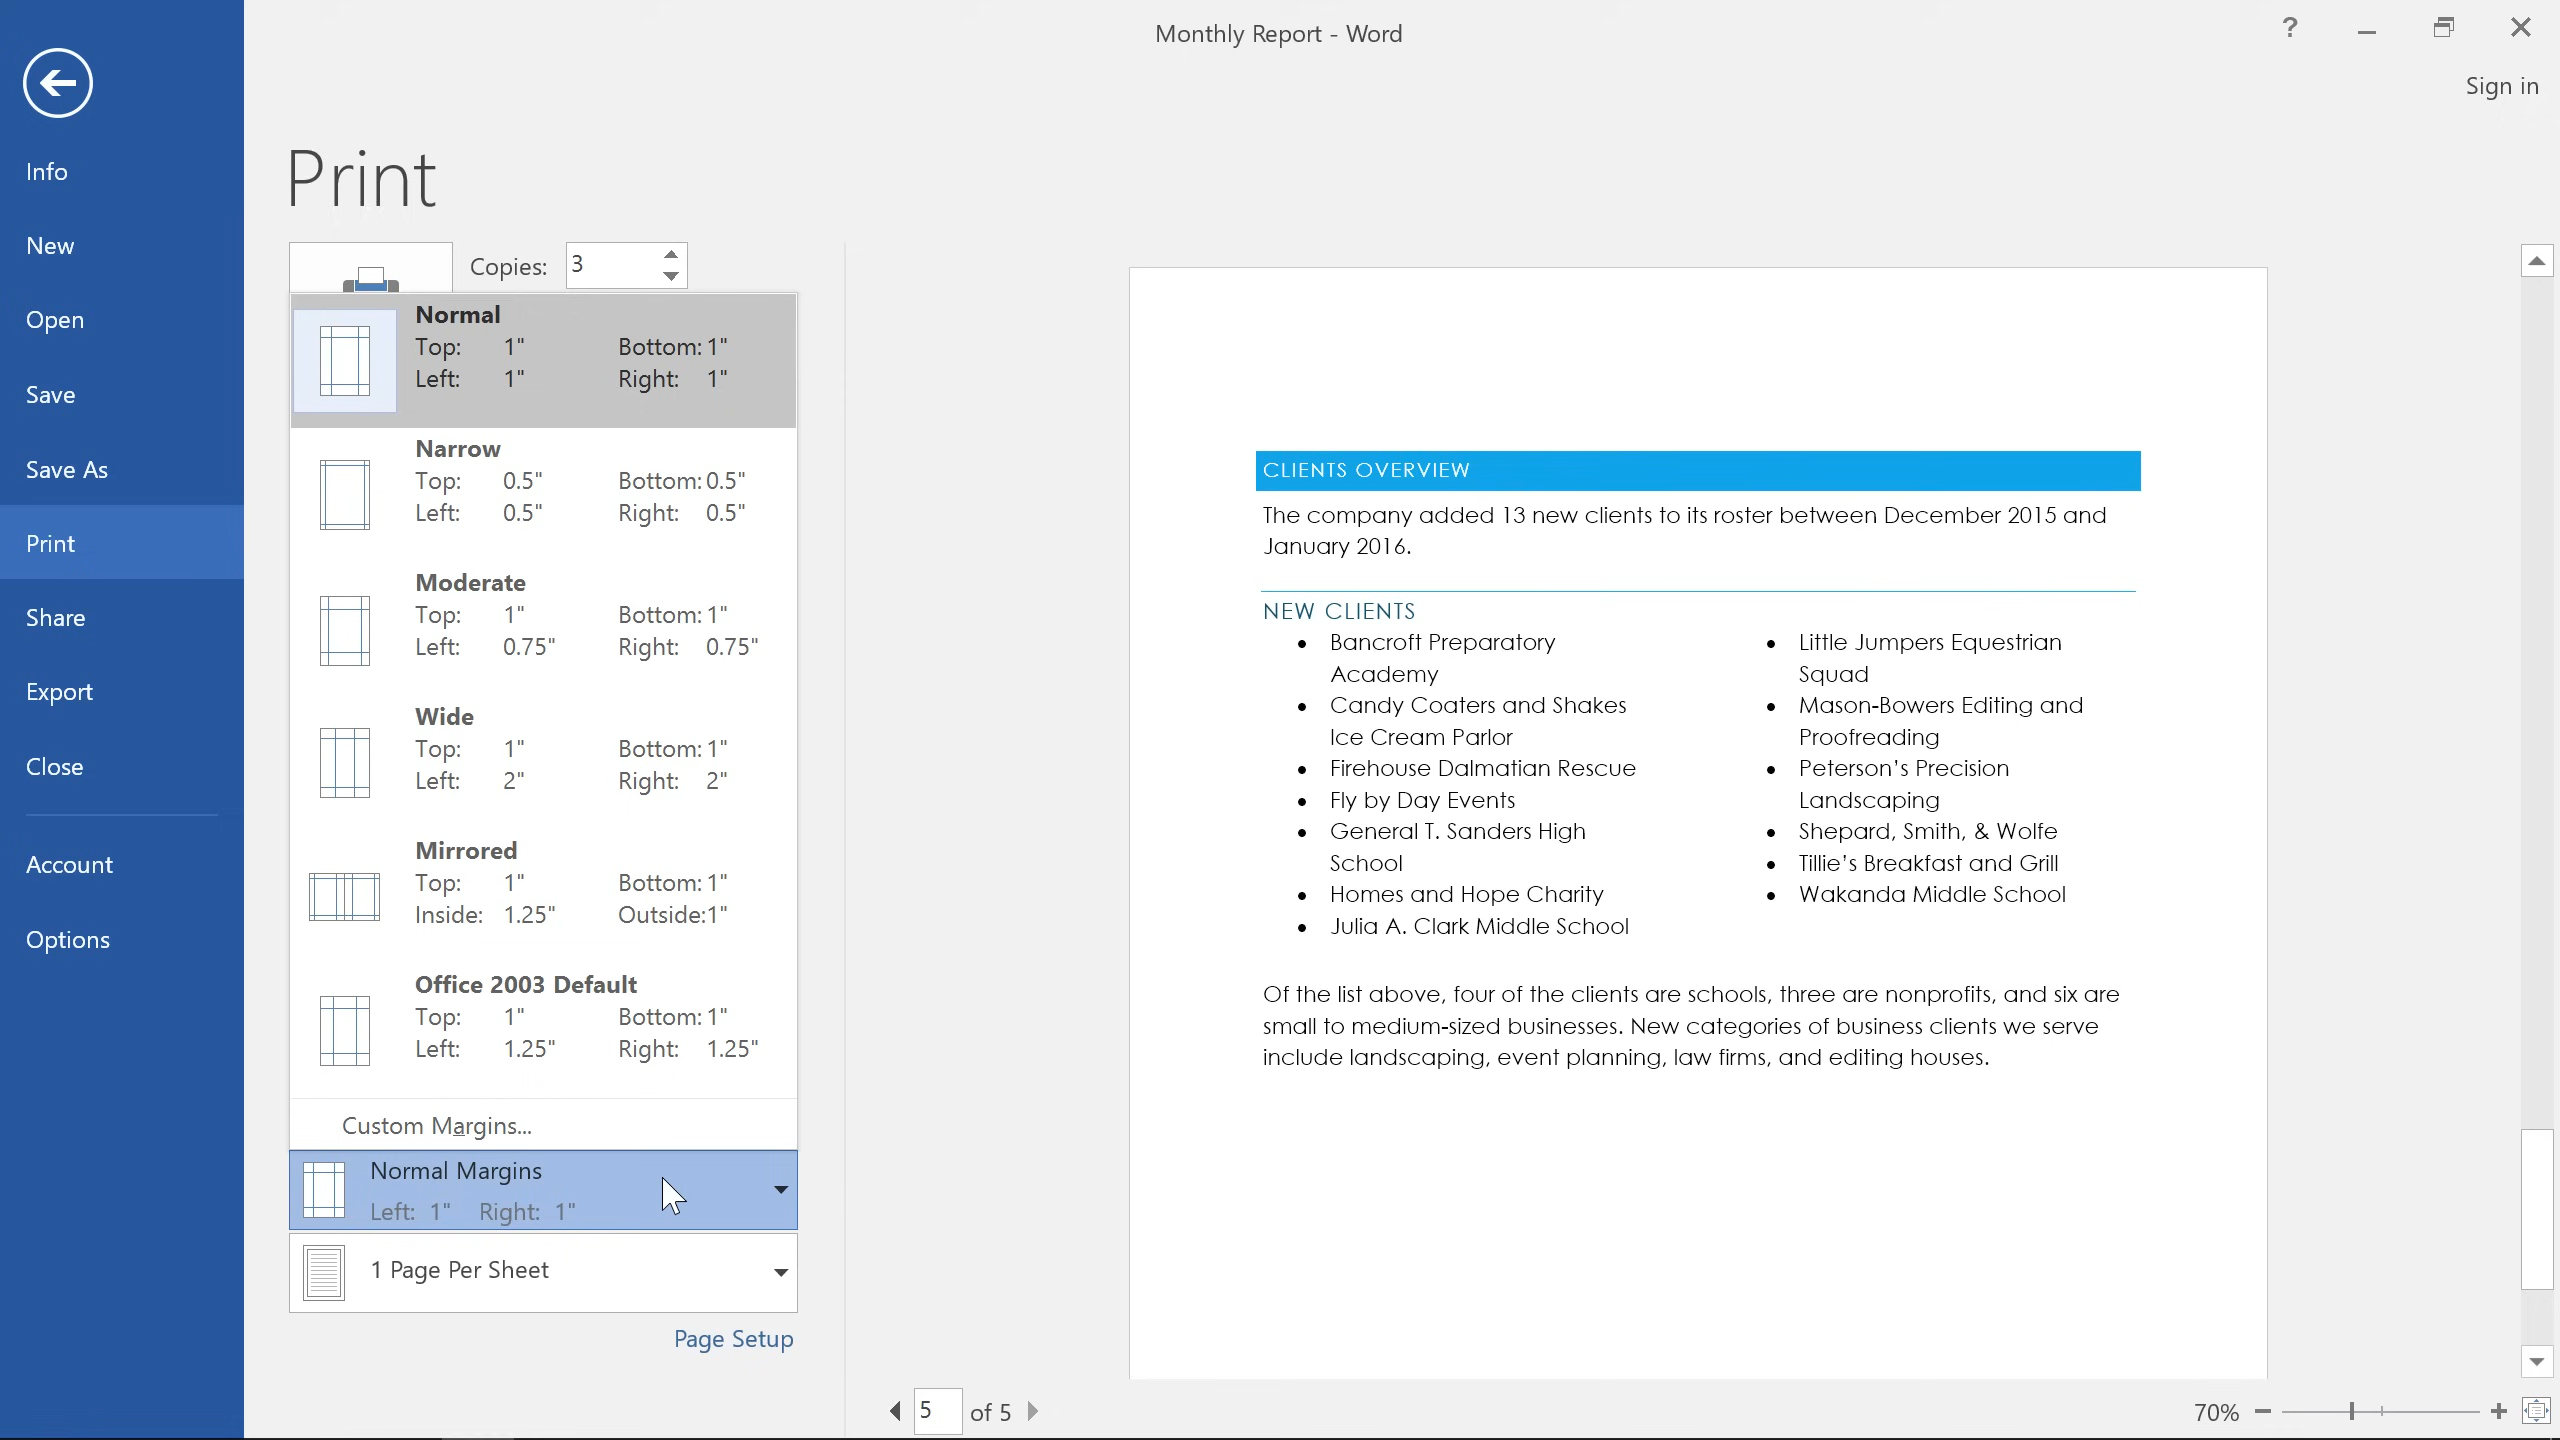 Monthly Report - Word
?
Sign in
Info
New
Open
Save
Save As
Print
Share
Export
Close
Account
Options
Print
Copies: 3
Normal
Top: 1" Bottom: 1"
Left: 1" Right: 1"
Narrow
Top: 0.5" Bottom: 0.5"
Left: 0.5" Right: 0.5"
Moderate
Top: 1" Bottom: 1"
Left: 0.75" Right: 0.75"
Wide
Top: 1" Bottom: 1"
Left: 2" Right: 2"
Mirrored
Top: 1" Bottom: 1"
Inside: 1.25" Outside:1"
Office 2003 Default
Top: 1" Bottom: 1"
Left: 1.25" Right: 1.25"
Custom Margins...
Normal Margins
Left: 1" Right: 1"
1 Page Per Sheet
Page Setup
CLIENTS OVERVIEW
The company added 13 new clients to its roster between December 2015 and
January 2016.
NEW CLIENTS
• Bancroft Preparatory
Academy
• Candy Coaters and Shakes
Ice Cream Parlor
• Firehouse Dalmatian Rescue
• Fly by Day Events
• General T. Sanders High
School
• Homes and Hope Charity
• Julia A. Clark Middle School
• Little Jumpers Equestrian
Squad
• Mason-Bowers Editing and
Proofreading
• Peterson's Precision
Landscaping
• Shepard, Smith, & Wolfe
• Tillie's Breakfast and Grill
• Wakanda Middle School
Of the list above, four of the clients are schools, three are nonprofits, and six are
small to medium-sized businesses. New categories of business clients we serve
include landscaping, event planning, law firms, and editing houses.
5 of 5
70%